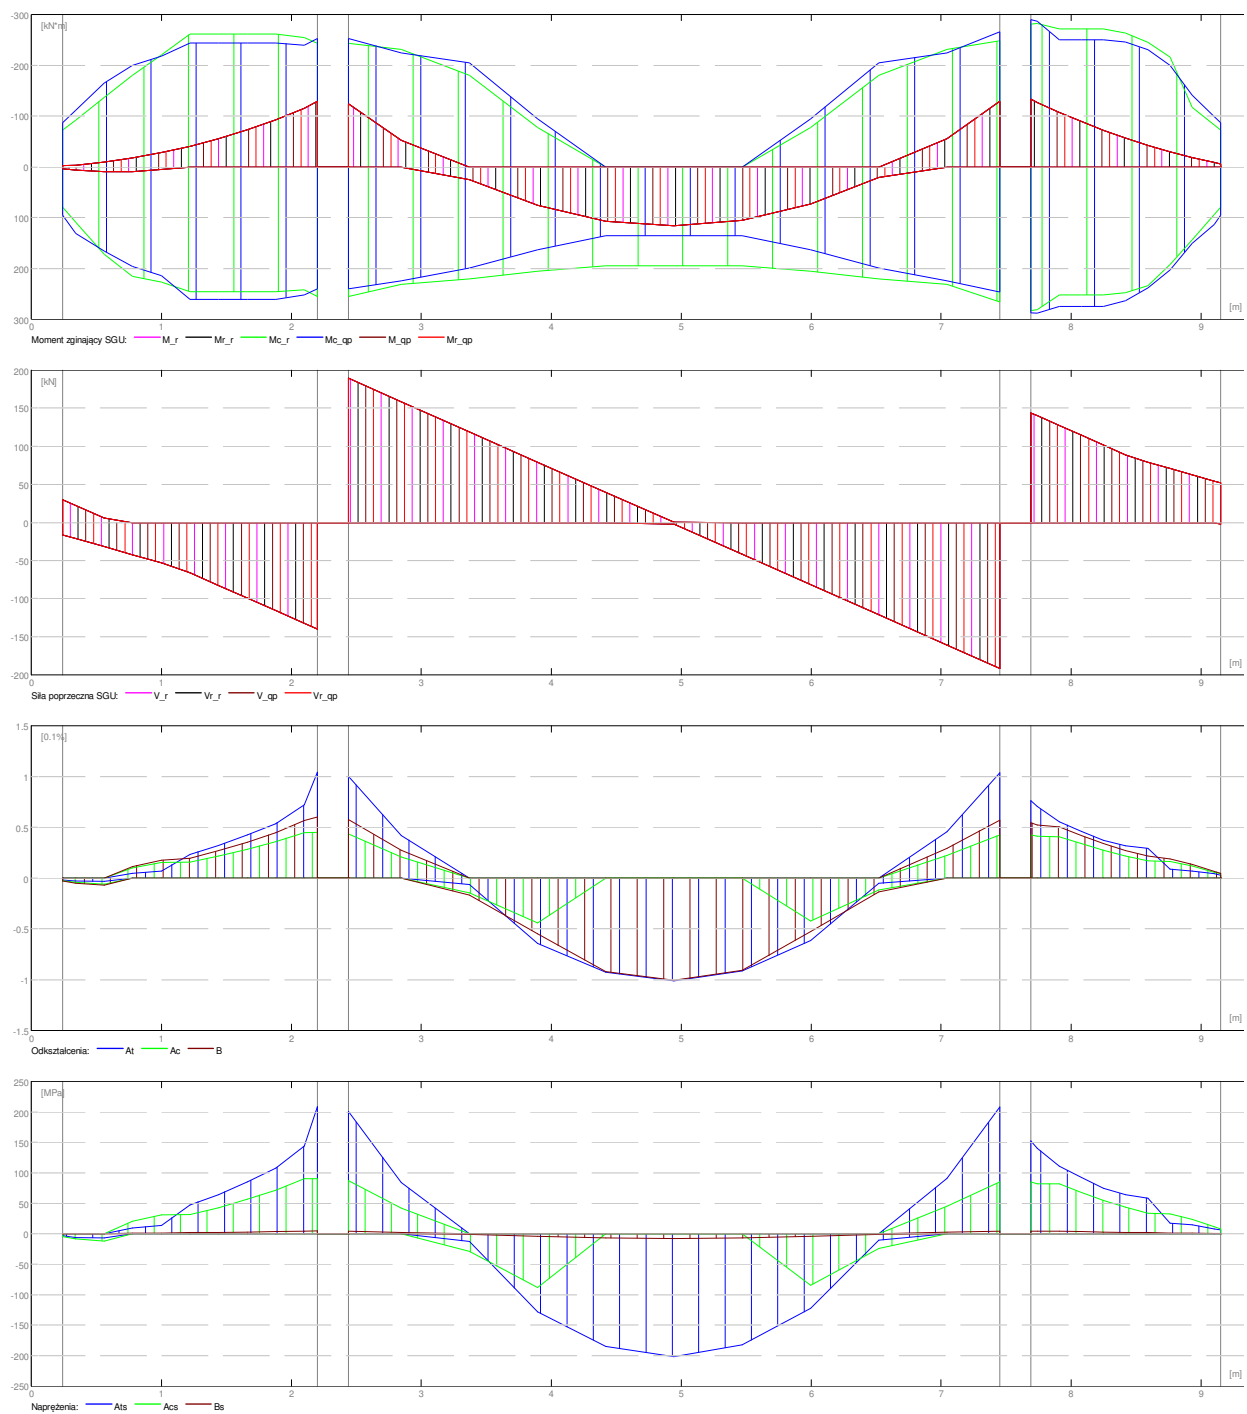 -300
[kN*m]
-200
-100
0
100
200
300
[m]
0 1 2 3 4 5 6 7 8 9
Moment zginający SGU: M_r Mr_r Mc_r Mc_qp M_qp Mr_qp
200
[kN]
150
100
50
0
-50
-100
-150
-200
[m]
0 1 2 3 4 5 6 7 8 9
Siła poprzeczna SGU: V_r Vr_r V_qp Vr_qp
1.5
[0.1%]
1
0.5
0
-0.5
-1
-1.5
[m]
0 1 2 3 4 5 6 7 8 9
Odkształcenia: At Ac B
250
[MPa]
200
150
100
50
0
-50
-100
-150
-200
-250
[m]
0 1 2 3 4 5 6 7 8 9
Naprężenia: Ats Acs Bs